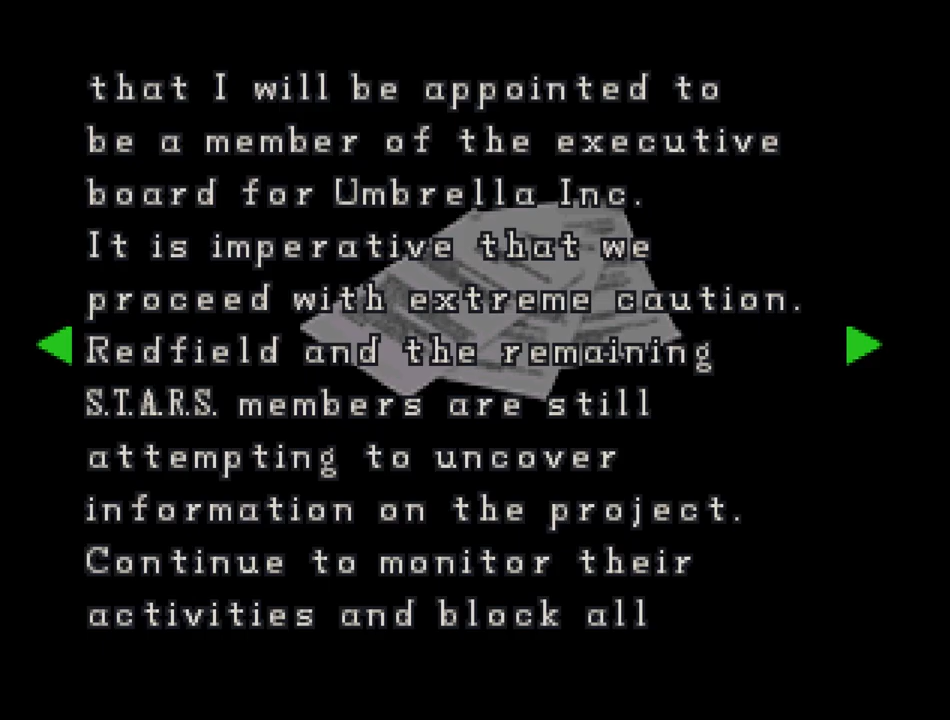 that I will be appointed to
be a member of the executive
board for Umbrella Inc.
It is imperative that we
proceed with extreme caution.
Redfield and the remaining
S.T.A.R.S. members are still
attempting to uncover
information on the project.
Continue to monitor their
activities and block all